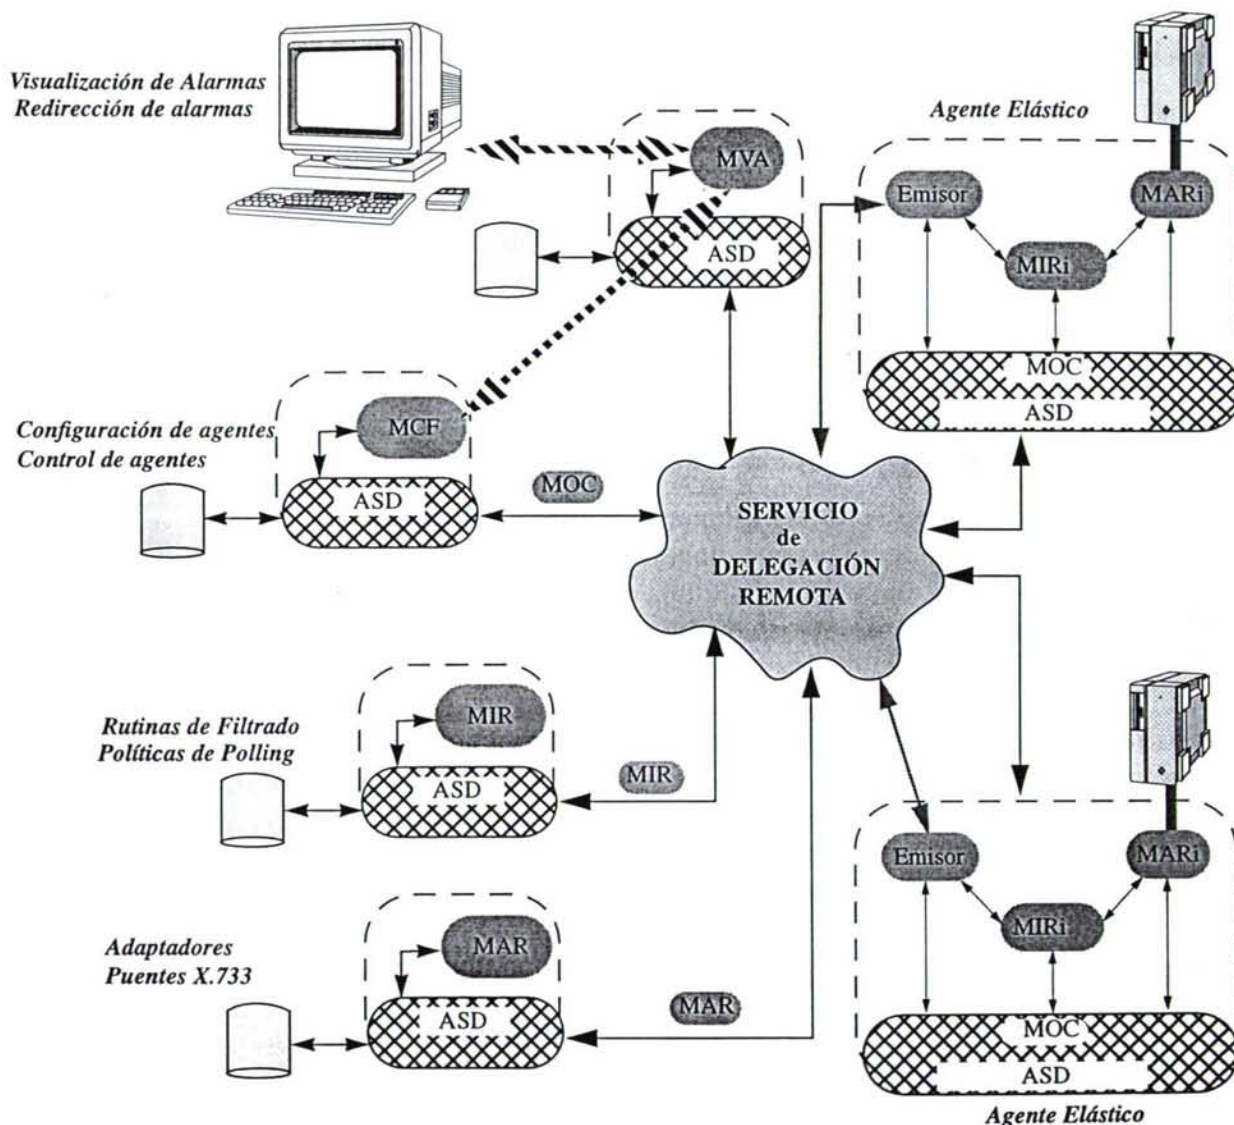 Visualización de Alarmas
Redirección de alarmas
MVA
ASD
Agente Elástico
Emisor
MARi
MIRi
MOC
ASD
Configuración de agentes
Control de agentes
MCF
ASD
MOC
SERVICIO
de
DELEGACIÓN
REMOTA
Rutinas de Filtrado
Políticas de Polling
MIR
ASD
MIR
Adaptadores
Puentes X.733
MAR
ASD
MAR
Emisor
MARi
MIRi
MOC
ASD
Agente Elástico